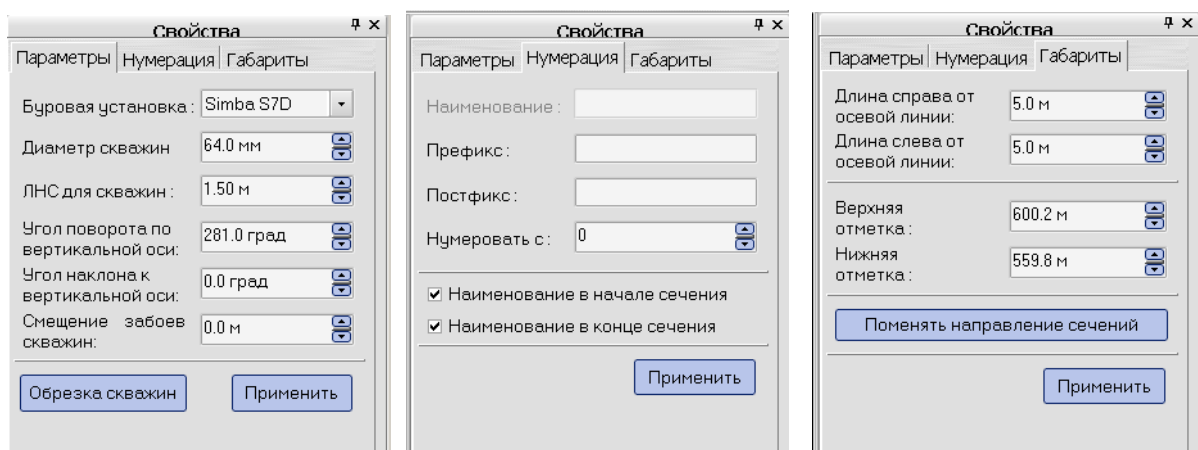 Свойства
Параметры Нумерация Габариты
Буровая установка: Simba S7D
Диаметр скважин 64.0 мм
ЛНС для скважин: 1.50 м
Угол поворота по
вертикальной оси: 281.0 град
Угол наклона к
вертикальной оси: 0.0 град
Смещение забоев
скважин: 0.0 м
Обрезка скважин Применить
Свойства
Параметры Нумерация Габариты
Наименование:
Префикс:
Постфикс:
Нумеровать с: 0
Наименование в начале сечения
Наименование в конце сечения
Применить
Свойства
Параметры Нумерация Габариты
Длина справа от
осевой линии: 5.0 м
Длина слева от
осевой линии: 5.0 м
Верхняя
отметка: 600.2 м
Нижняя
отметка: 559.8 м
Поменять направление сечений
Применить